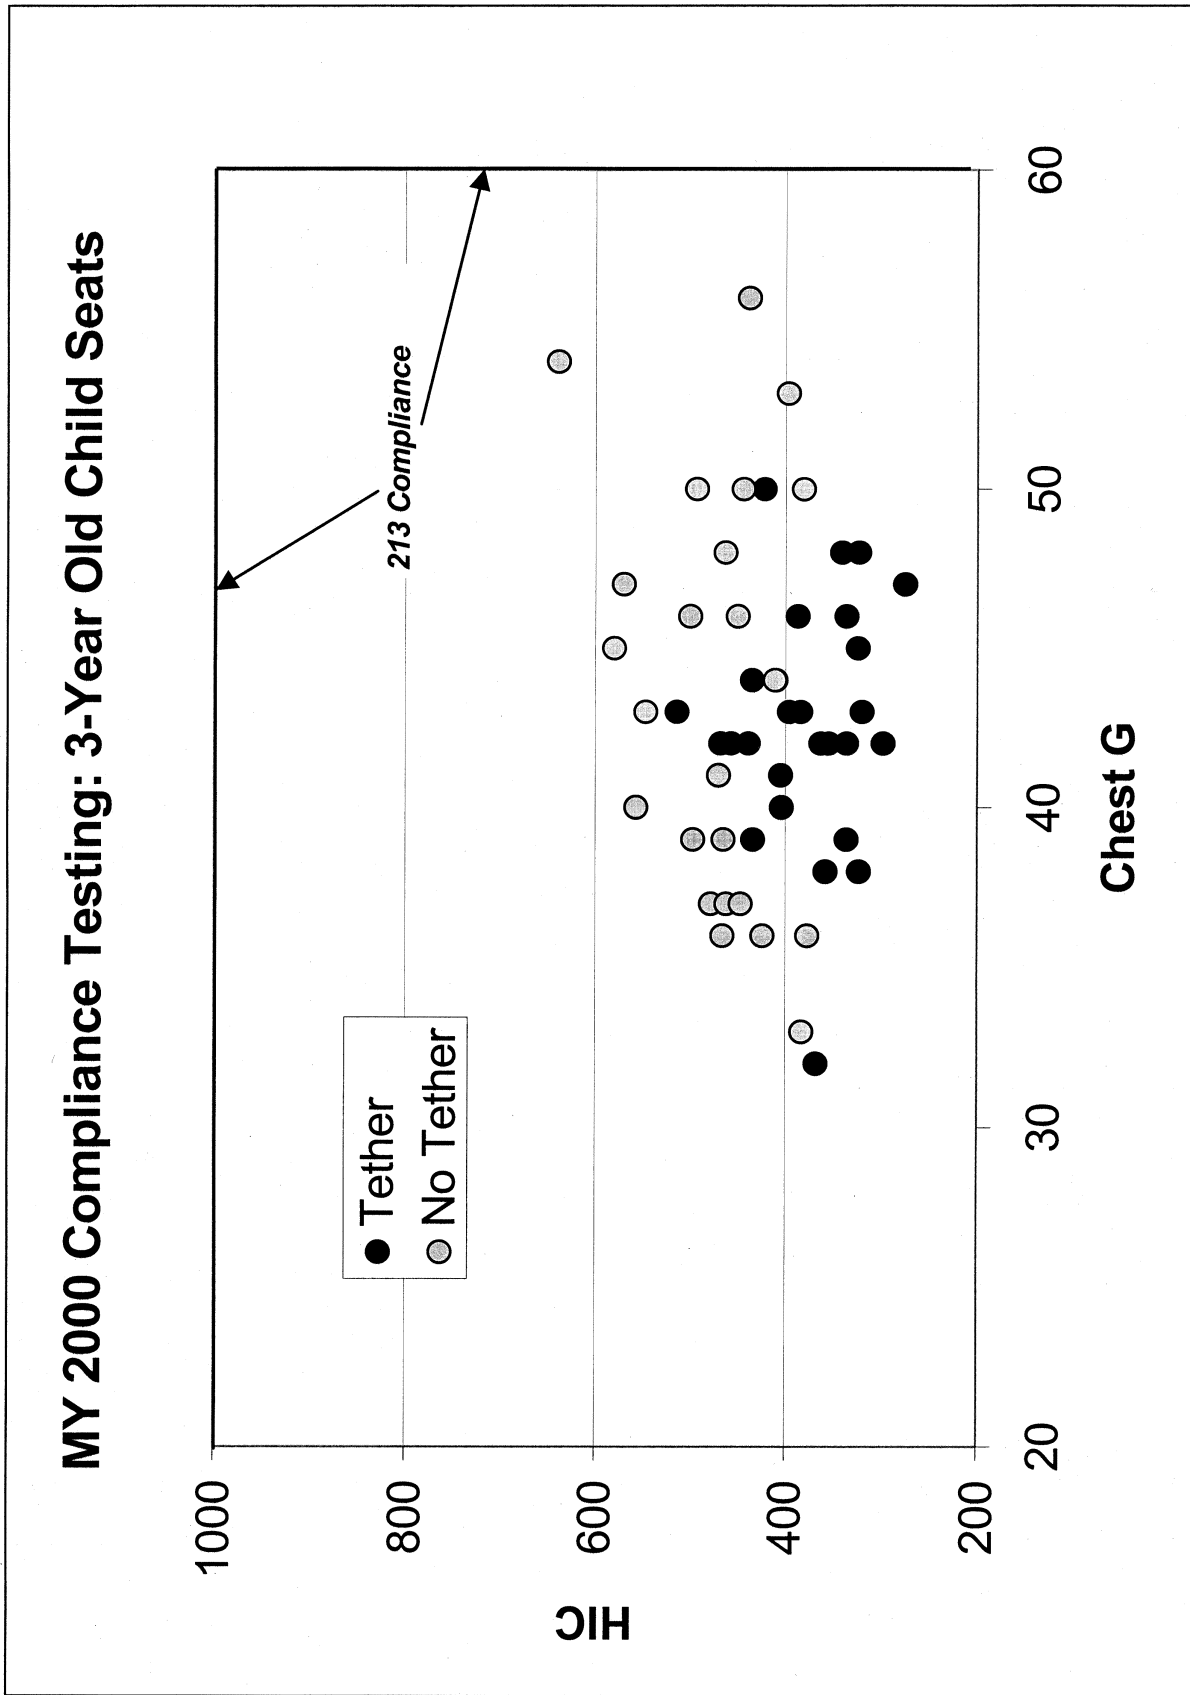 MY 2000 Compliance Testing: 3-Year Old Child Seats
1000
800
600
400
200
HIC
213 Compliance
Tether
No Tether
20
30
40
50
60
Chest G